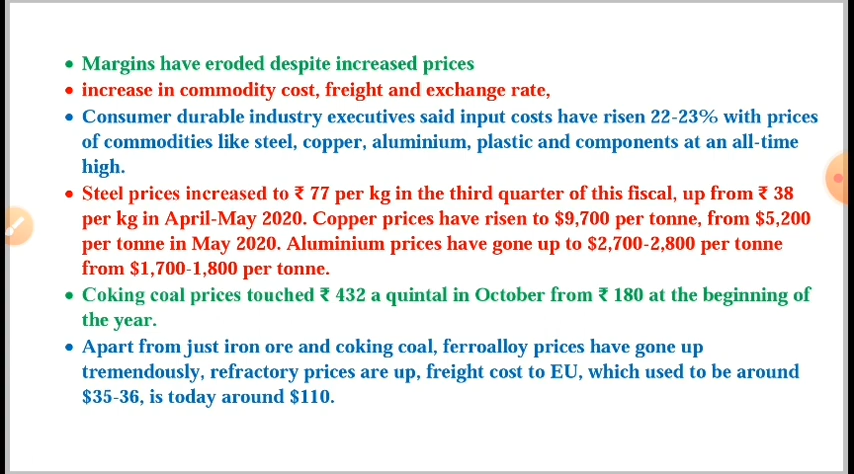 • Margins have eroded despite increased prices
• increase in commodity cost, freight and exchange rate,
• Consumer durable industry executives said input costs have risen 22-23% with prices
of commodities like steel, copper, aluminium, plastic and components at an all-time
high.
• Steel prices increased to ₹ 77 per kg in the third quarter of this fiscal, up from ₹ 38
per kg in April-May 2020. Copper prices have risen to $9,700 per tonne, from $5,200
per tonne in May 2020. Aluminium prices have gone up to $2,700-2,800 per tonne
from $1,700-1,800 per tonne.
• Coking coal prices touched ₹ 432 a quintal in October from ₹ 180 at the beginning of
the year.
• Apart from just iron ore and coking coal, ferroalloy prices have gone up
tremendously, refractory prices are up, freight cost to EU, which used to be around
$35-36, is today around $110.